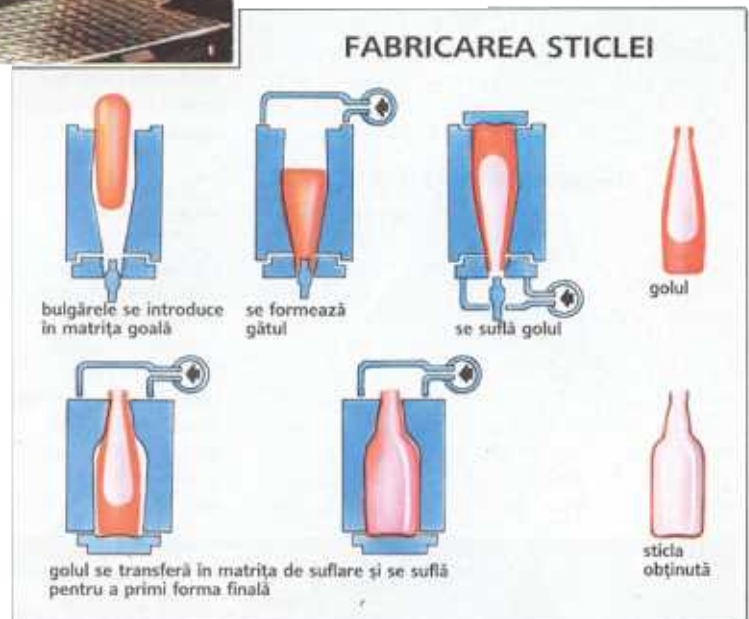 FABRICAREA STICLEI
bulgărele se introduce
în matrița goală
se formează
gâtul
se suflă golul
golul
golul se transferă în matrița de suflare și se suflă
pentru a primi forma finală
sticla
obținută